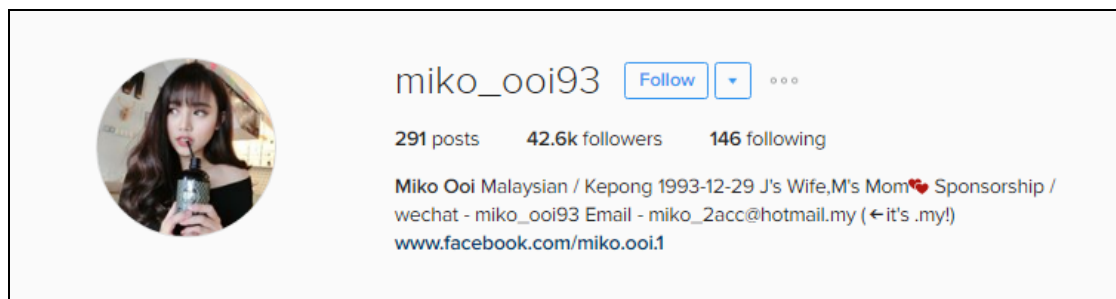 miko_ooi93 Follow
291 posts 42.6k followers 146 following
Miko Ooi Malaysian / Kepong 1993-12-29 J's Wife,M's Mom💕 Sponsorship /
wechat - miko_ooi93 Email - miko_2acc@hotmail.my (←it's .my!)
www.facebook.com/miko.ooi.1